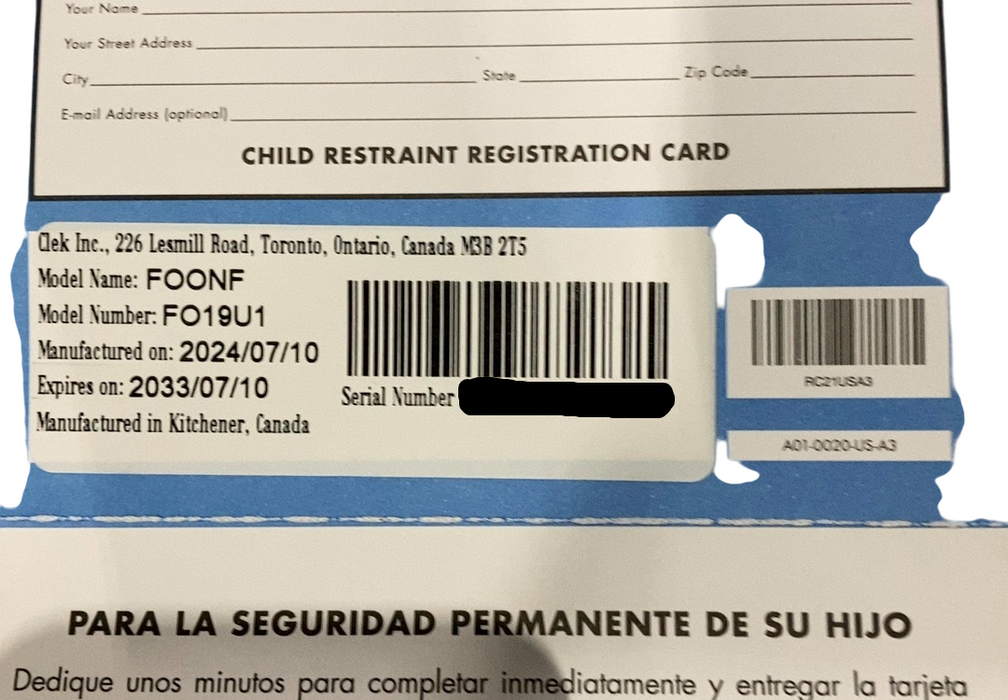 Your Name
Your Street Address
City State Zip Code
E-mail Address (optional)
CHILD RESTRAINT REGISTRATION CARD
Clek Inc., 226 Lesmill Road, Toronto, Ontario, Canada M3B 2T5
Model Name: FOONF
Model Number: FO19U1
Manufactured on: 2024/07/10
Expires on: 2033/07/10
Manufactured in Kitchener, Canada
Serial Number
RC21USA3
A01-0020-US-A3
PARA LA SEGURIDAD PERMANENTE DE SU HIJO
Dedique unos minutos para completar inmediatamente y entregar la tarjeta